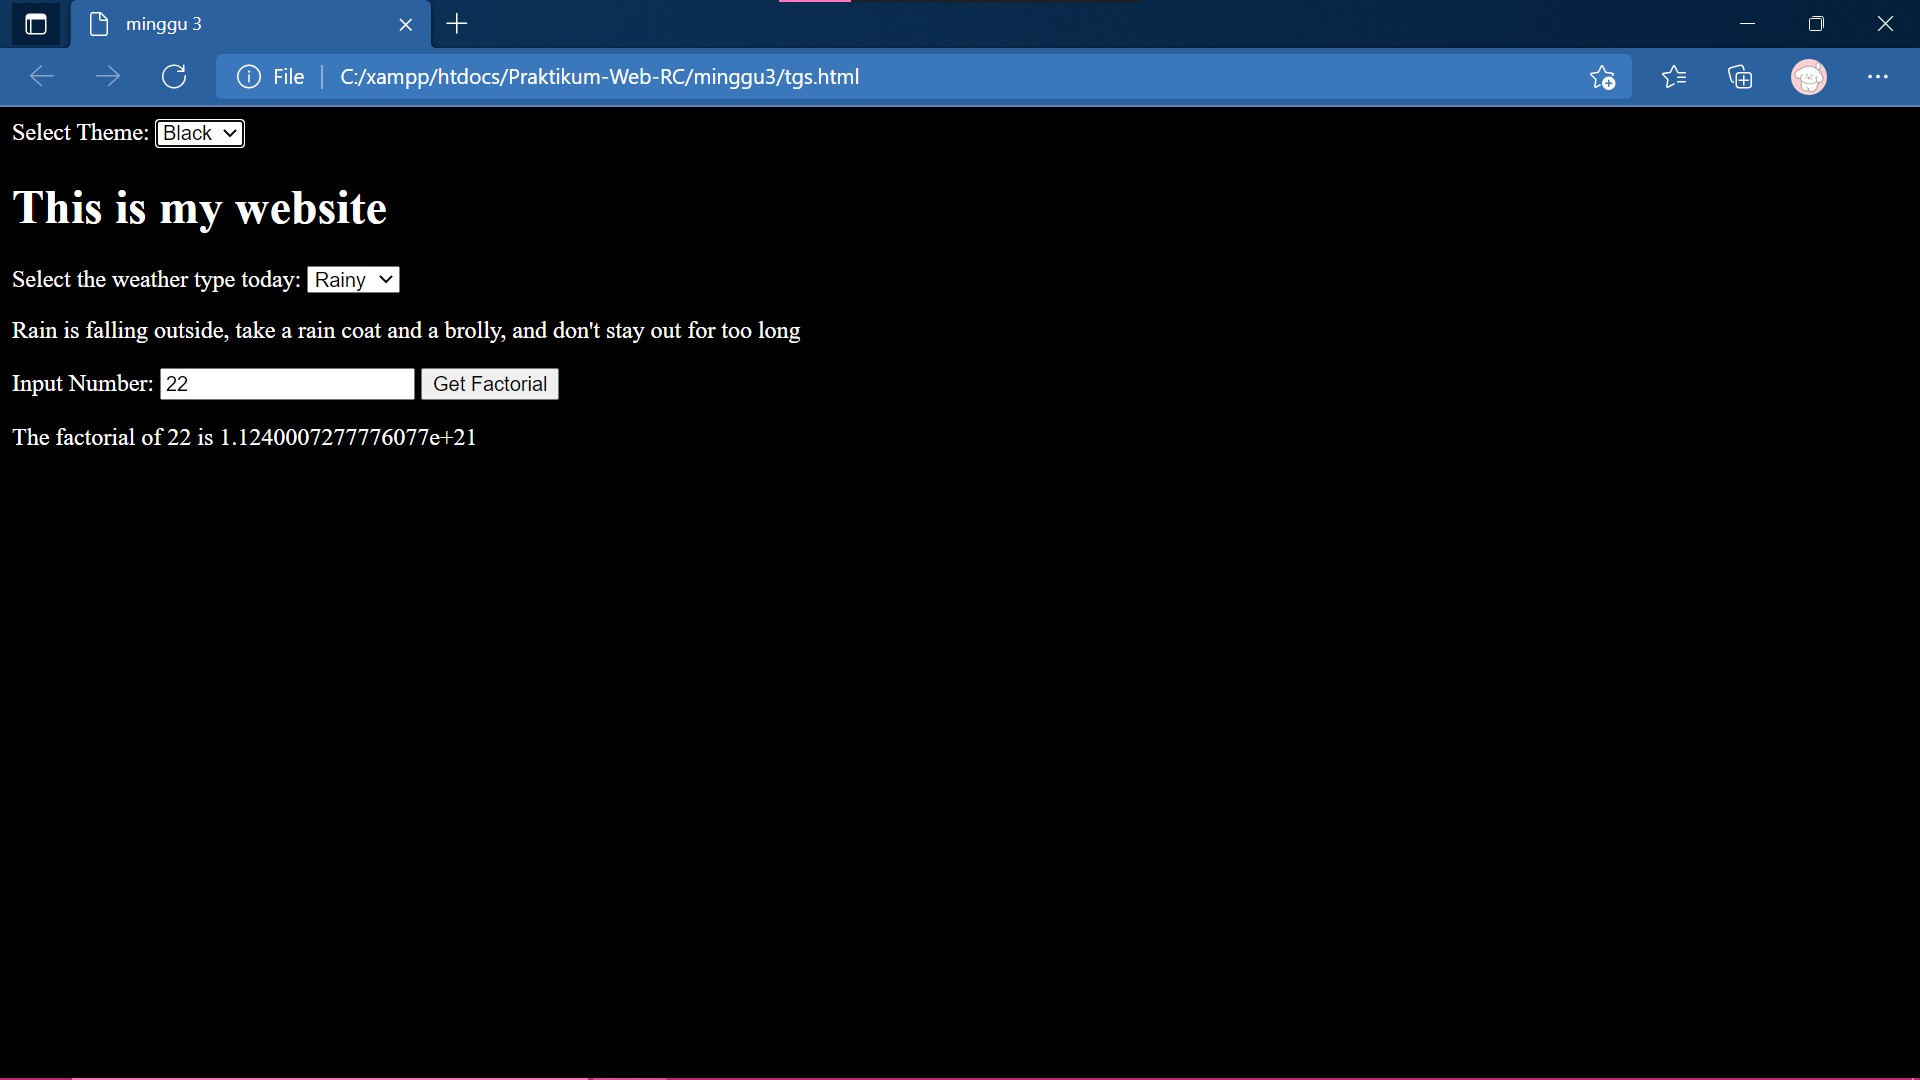 minggu 3
File C:/xampp/htdocs/Praktikum-Web-RC/minggu3/tgs.html
Select Theme: Black
This is my website
Select the weather type today: Rainy
Rain is falling outside, take a rain coat and a brolly, and don't stay out for too long
Input Number: 22 Get Factorial
The factorial of 22 is 1.1240007277776077e+21